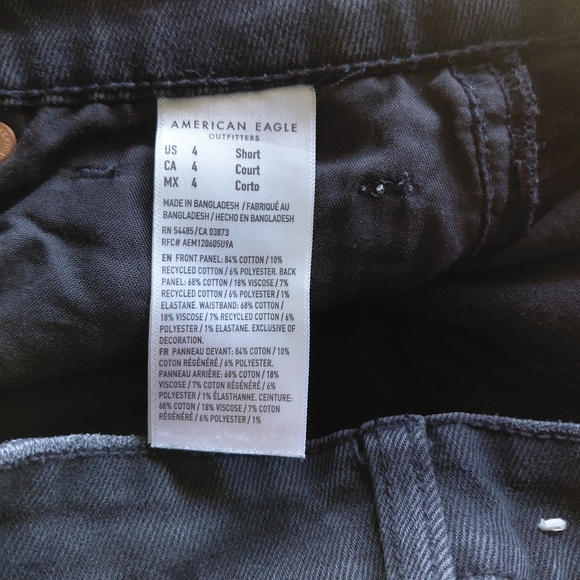 AMERICAN EAGLE
OUTFITTERS
US 4 Short
CA 4 Court
MX 4 Corto
MADE IN BANGLADESH / FABRIQUÉ AU
BANGLADESH / HECHO EN BANGLADESH
RN 54485/CA 03873
RFC# AEM120605U9A
EN FRONT PANEL: 84% COTTON / 10%
RECYCLED COTTON / 6% POLYESTER. BACK
PANEL: 68% COTTON / 18% VISCOSE / 7%
RECYCLED COTTON / 6% POLYESTER / 1%
ELASTANE. WAISTBAND: 68% COTTON /
18% VISCOSE / 7% RECYCLED COTTON / 6%
POLYESTER / 1% ELASTANE. EXCLUSIVE OF
DECORATION.
FR PANNEAU DEVANT: 84% COTON / 10%
COTON RÉGÉNÉRÉ / 6% POLYESTER.
PANNEAU ARRIÈRE: 68% COTON / 18%
VISCOSE / 7% COTON RÉGÉNÉRÉ / 6%
POLYESTER / 1% ÉLASTHANNE. CEINTURE:
68% COTON / 18% VISCOSE / 7% COTON
RÉGÉNÉRÉ / 6% POLYESTER / 1%